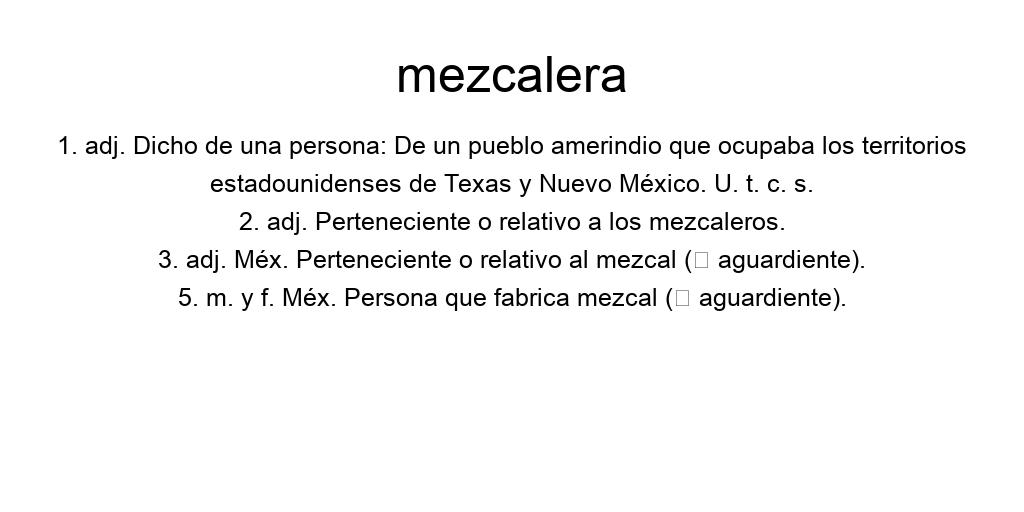 mezcalera
1. adj. Dicho de una persona: De un pueblo amerindio que ocupaba los territorios
estadounidenses de Texas y Nuevo México. U. t. c. s.
2. adj. Perteneciente o relativo a los mezcaleros.
3. adj. Méx. Perteneciente o relativo al mezcal (□ aguardiente).
5. m. y f. Méx. Persona que fabrica mezcal (□ aguardiente).